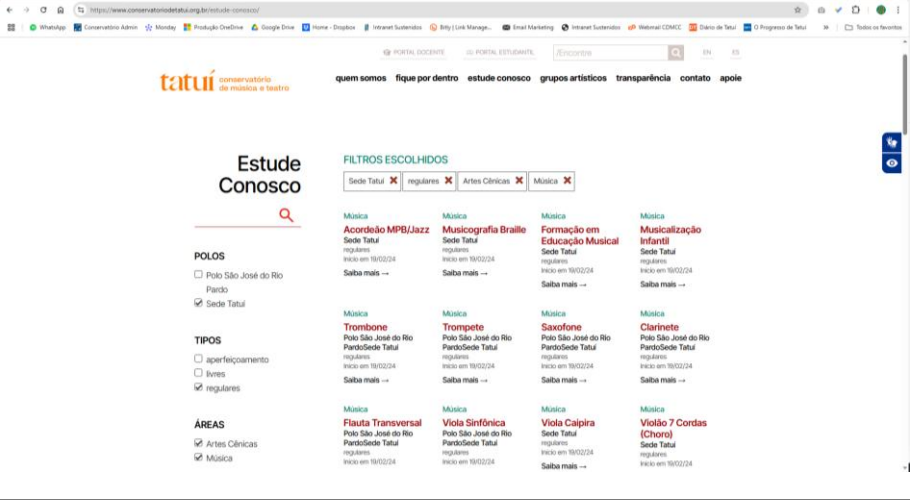 https://www.conservatoriodetatui.org.br/estude-conosco/
WhatsApp
Conservatório Admin
Monday
Produção OneDrive
Google Drive
Home - Dropbox
Intranet Sustenidos
Bitly | Link Manage...
Email Marketing
Intranet Sustenidos
Webmail CDMCC
Diário de Tatuí
O Progresso de Tatuí
»
Todos os favoritos
PORTAL DOCENTE
PORTAL ESTUDANTE
/Encontre
EN
ES
tatuí conservatório
de música e teatro
quem somos
fique por dentro
estude conosco
grupos artísticos
transparência
contato
apoie
Estude
Conosco
POLOS
Polo São José do Rio
Pardo
Sede Tatuí
TIPOS
aperfeiçoamento
livres
regulares
ÁREAS
Artes Cênicas
Música
FILTROS ESCOLHIDOS
Sede Tatuí
regulares
Artes Cênicas
Música
Música
Acordeão MPB/Jazz
Sede Tatuí
regulares
Início em 19/02/24
Saiba mais →
Música
Musicografia Braille
Sede Tatuí
regulares
Início em 19/02/24
Saiba mais →
Música
Formação em
Educação Musical
Sede Tatuí
regulares
Início em 19/02/24
Saiba mais →
Música
Musicalização
Infantil
Sede Tatuí
regulares
Início em 19/02/24
Saiba mais →
Música
Trombone
Polo São José do Rio
PardoSede Tatuí
regulares
Início em 19/02/24
Saiba mais →
Música
Trompete
Polo São José do Rio
PardoSede Tatuí
regulares
Início em 19/02/24
Saiba mais →
Música
Saxofone
Polo São José do Rio
PardoSede Tatuí
regulares
Início em 19/02/24
Saiba mais →
Música
Clarinete
Polo São José do Rio
PardoSede Tatuí
regulares
Início em 19/02/24
Saiba mais →
Música
Flauta Transversal
Polo São José do Rio
PardoSede Tatuí
regulares
Início em 19/02/24
Música
Viola Sinfônica
Polo São José do Rio
PardoSede Tatuí
regulares
Início em 19/02/24
Música
Viola Caipira
Sede Tatuí
regulares
Início em 19/02/24
Saiba mais →
Música
Violão 7 Cordas
(Choro)
Sede Tatuí
regulares
Início em 19/02/24